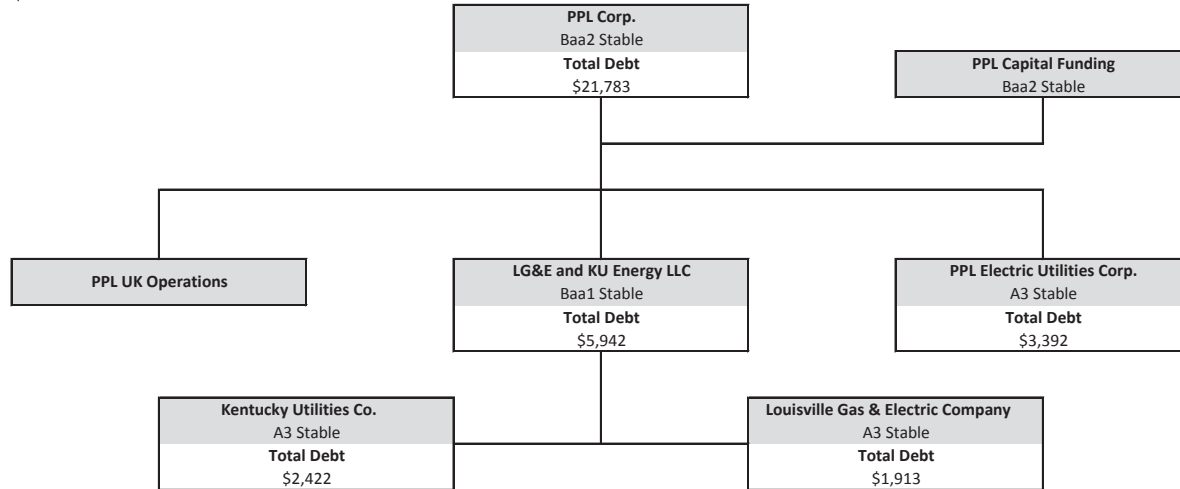 PPL Corp.
Baa2 Stable
Total Debt
$21,783
PPL Capital Funding
Baa2 Stable
PPL UK Operations
LG&E and KU Energy LLC
Baa1 Stable
Total Debt
$5,942
PPL Electric Utilities Corp.
A3 Stable
Total Debt
$3,392
Kentucky Utilities Co.
A3 Stable
Total Debt
$2,422
Louisville Gas & Electric Company
A3 Stable
Total Debt
$1,913